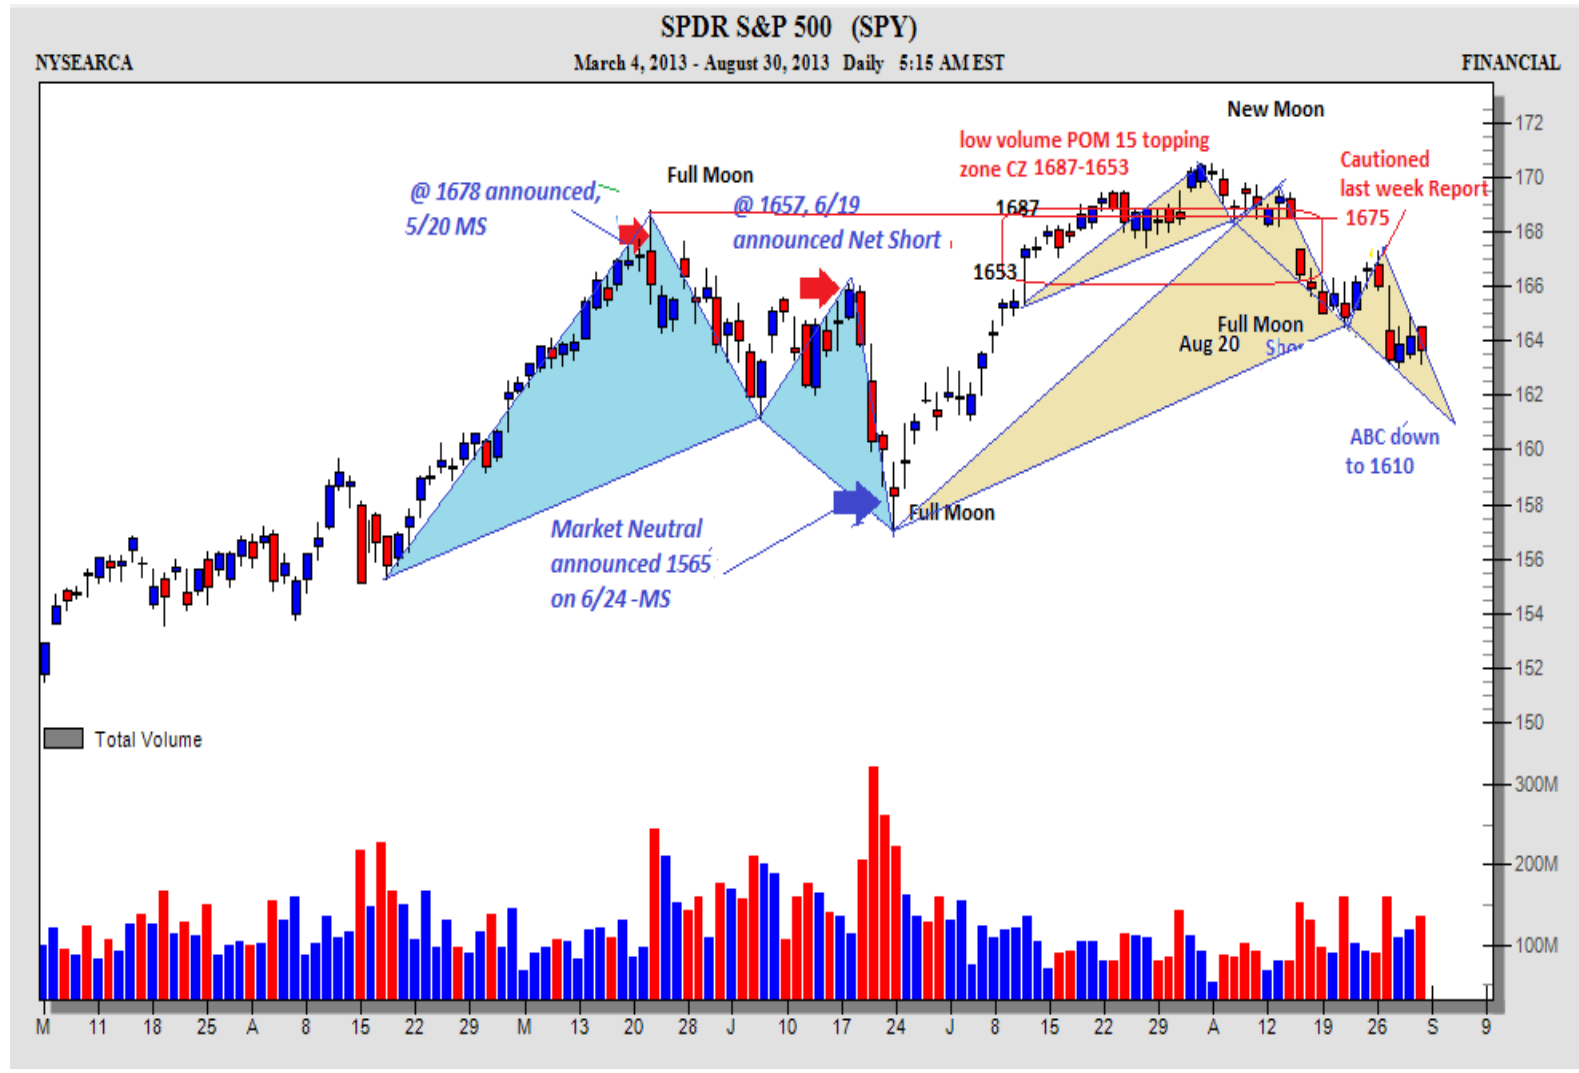 SPDR S&P 500 (SPY)
NYSEARCA
March 4, 2013 - August 30, 2013 Daily 5:15 AM EST
FINANCIAL
New Moon
low volume POM 15 topping
zone CZ 1687-1653
Cautioned
last week Report
1675
Full Moon
@ 1678 announced,
5/20 MS
@ 1657, 6/19
announced Net Short
1687
1653
Full Moon
Aug 20
ABC down
to 1610
Full Moon
Market Neutral
announced 1565
on 6/24 -MS
172
170
168
166
164
162
160
158
156
154
152
150
Total Volume
300M
200M
100M
M 11 18 25 A 8 15 22 29 M 13 20 28 J 10 17 24 J 8 15 22 29 A 12 19 26 S 9